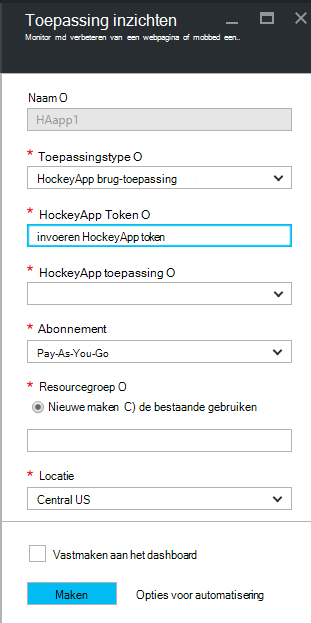 Toepassing inzichten
Monitor md verbeteren van een webpagina of mobbed een..
Naam O
HAapp1
* Toepassingstype O
HockeyApp brug-toepassing
* HockeyApp Token O
invoeren HockeyApp token
* HockeyApp toepassing O
* Abonnement
Pay-As-You-Go
* Resourcegroep O
Nieuwe maken C) de bestaande gebruiken
* Locatie
Central US
Vastmaken aan het dashboard
Maken Opties voor automatisering